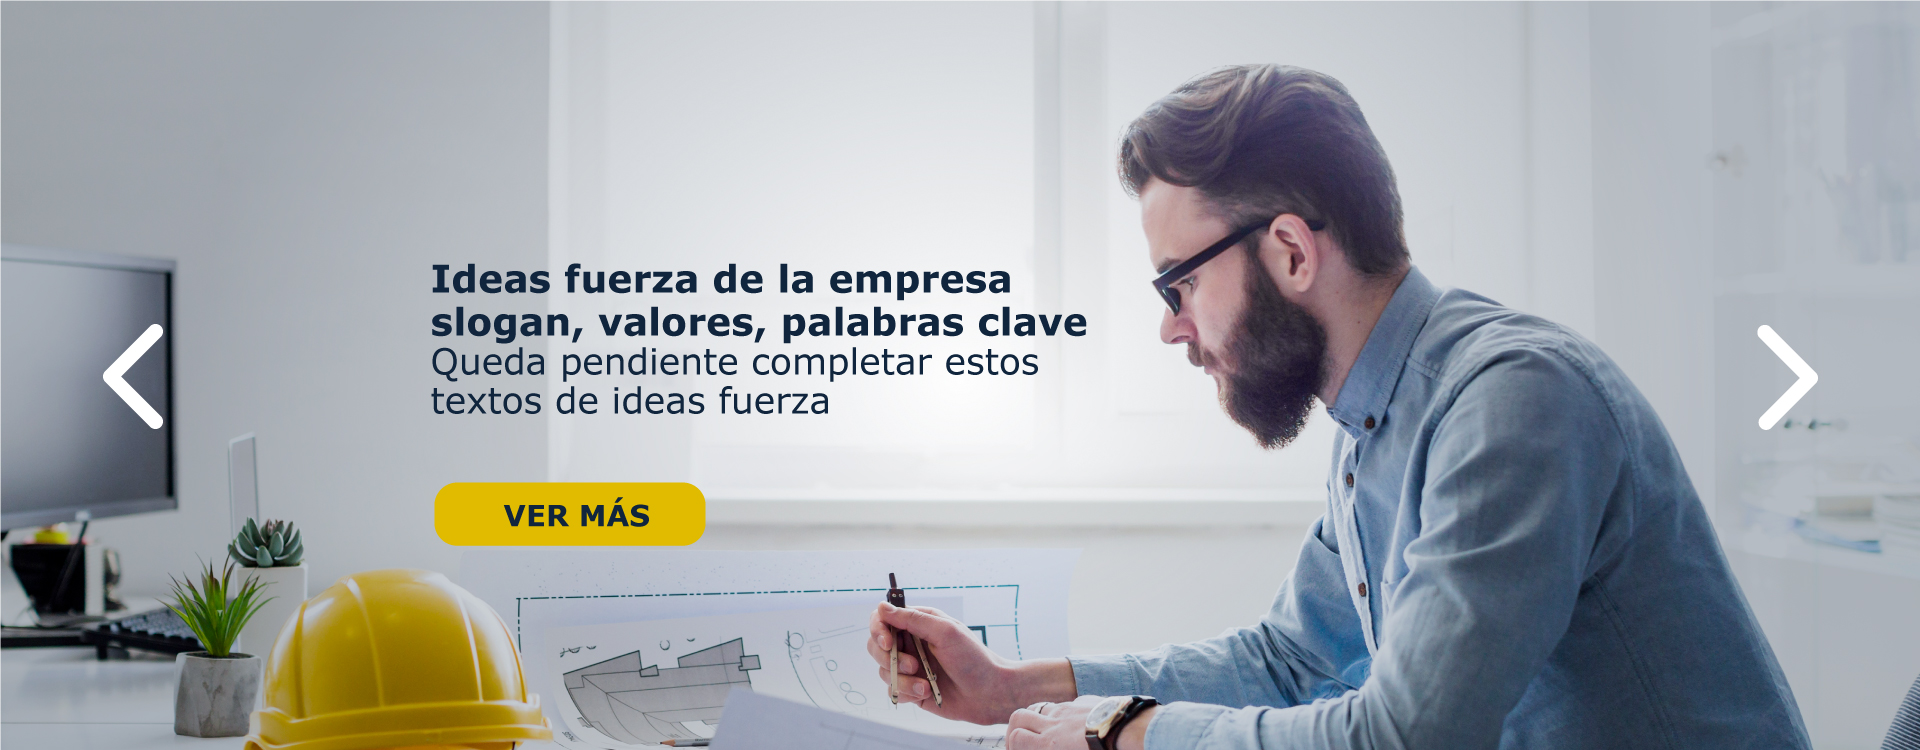 Ideas fuerza de la empresa
slogan, valores, palabras clave
Queda pendiente completar estos
textos de ideas fuerza
VER MÁS